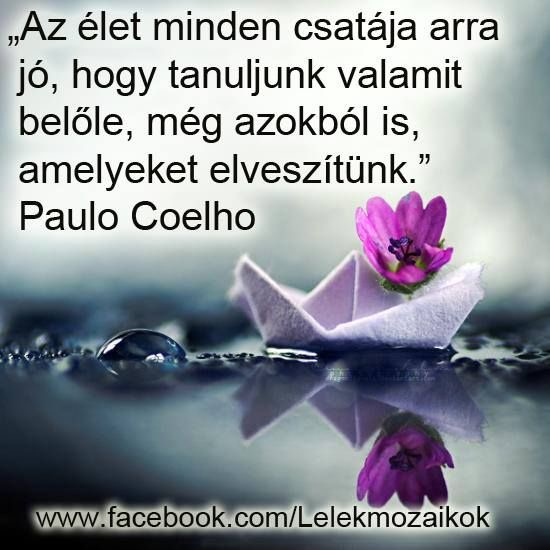 „Az élet minden csatája arra
jó, hogy tanuljunk valamit
belőle, még azokból is,
amelyeket elveszítünk.”
Paulo Coelho
www.facebook.com/Lelekmozaikok